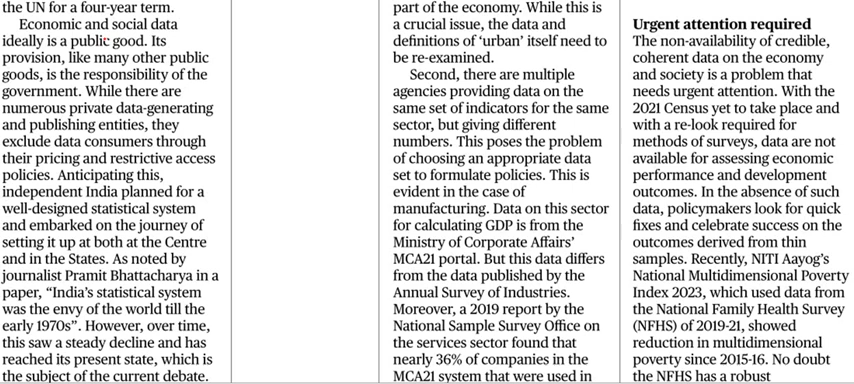 the UN for a four-year term.
Economic and social data
ideally is a public good. Its
provision, like many other public
goods, is the responsibility of the
government. While there are
numerous private data-generating
and publishing entities, they
exclude data consumers through
their pricing and restrictive access
policies. Anticipating this,
independent India planned for a
well-designed statistical system
and embarked on the journey of
setting it up at both at the Centre
and in the States. As noted by
journalist Pramit Bhattacharya in a
paper, “India’s statistical system
was the envy of the world till the
early 1970s”. However, over time,
this saw a steady decline and has
reached its present state, which is
the subject of the current debate.
part of the economy. While this is
a crucial issue, the data and
definitions of ‘urban’ itself need to
be re-examined.
Second, there are multiple
agencies providing data on the
same set of indicators for the same
sector, but giving different
numbers. This poses the problem
of choosing an appropriate data
set to formulate policies. This is
evident in the case of
manufacturing. Data on this sector
for calculating GDP is from the
Ministry of Corporate Affairs’
MCA21 portal. But this data differs
from the data published by the
Annual Survey of Industries.
Moreover, a 2019 report by the
National Sample Survey Office on
the services sector found that
nearly 36% of companies in the
MCA21 system that were used in
Urgent attention required
The non-availability of credible,
coherent data on the economy
and society is a problem that
needs urgent attention. With the
2021 Census yet to take place and
with a re-look required for
methods of surveys, data are not
available for assessing economic
performance and development
outcomes. In the absence of such
data, policymakers look for quick
fixes and celebrate success on the
outcomes derived from thin
samples. Recently, NITI Aayog’s
National Multidimensional Poverty
Index 2023, which used data from
the National Family Health Survey
(NFHS) of 2019-21, showed
reduction in multidimensional
poverty since 2015-16. No doubt
the NFHS has a robust